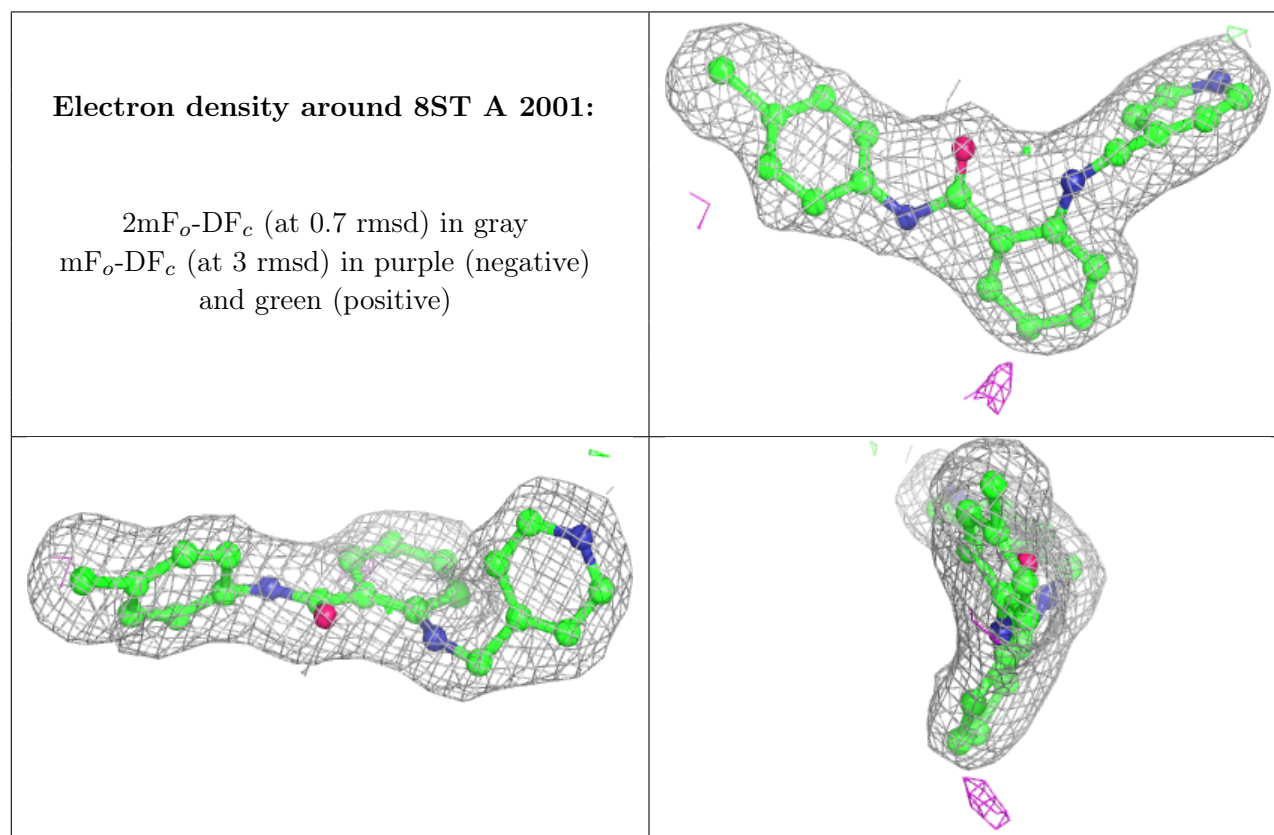 Electron density around 8ST A 2001:
2mFₒ-DF𝒸 (at 0.7 rmsd) in gray
mFₒ-DF𝒸 (at 3 rmsd) in purple (negative)
and green (positive)